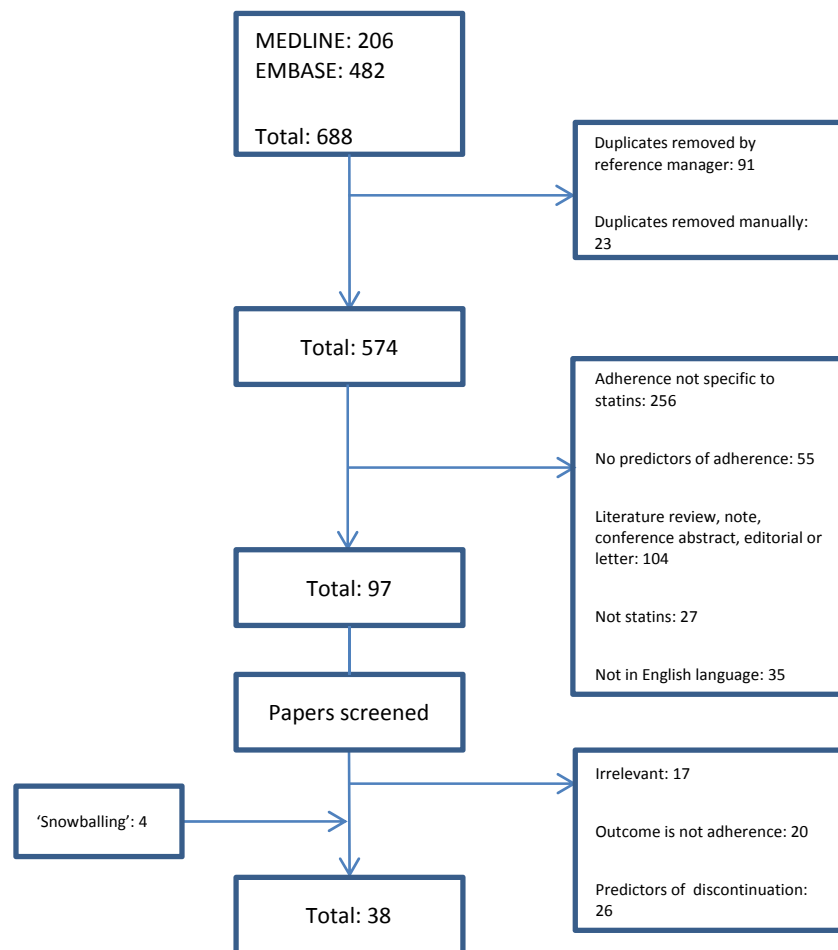 MEDLINE: 206
EMBASE: 482
Total: 688
Duplicates removed by
reference manager: 91
Duplicates removed manually:
23
Total: 574
Adherence not specific to
statins: 256
No predictors of adherence: 55
Literature review, note,
conference abstract, editorial or
letter: 104
Not statins: 27
Not in English language: 35
Total: 97
Papers screened
Irrelevant: 17
Outcome is not adherence: 20
Predictors of discontinuation:
26
‘Snowballing’: 4
Total: 38